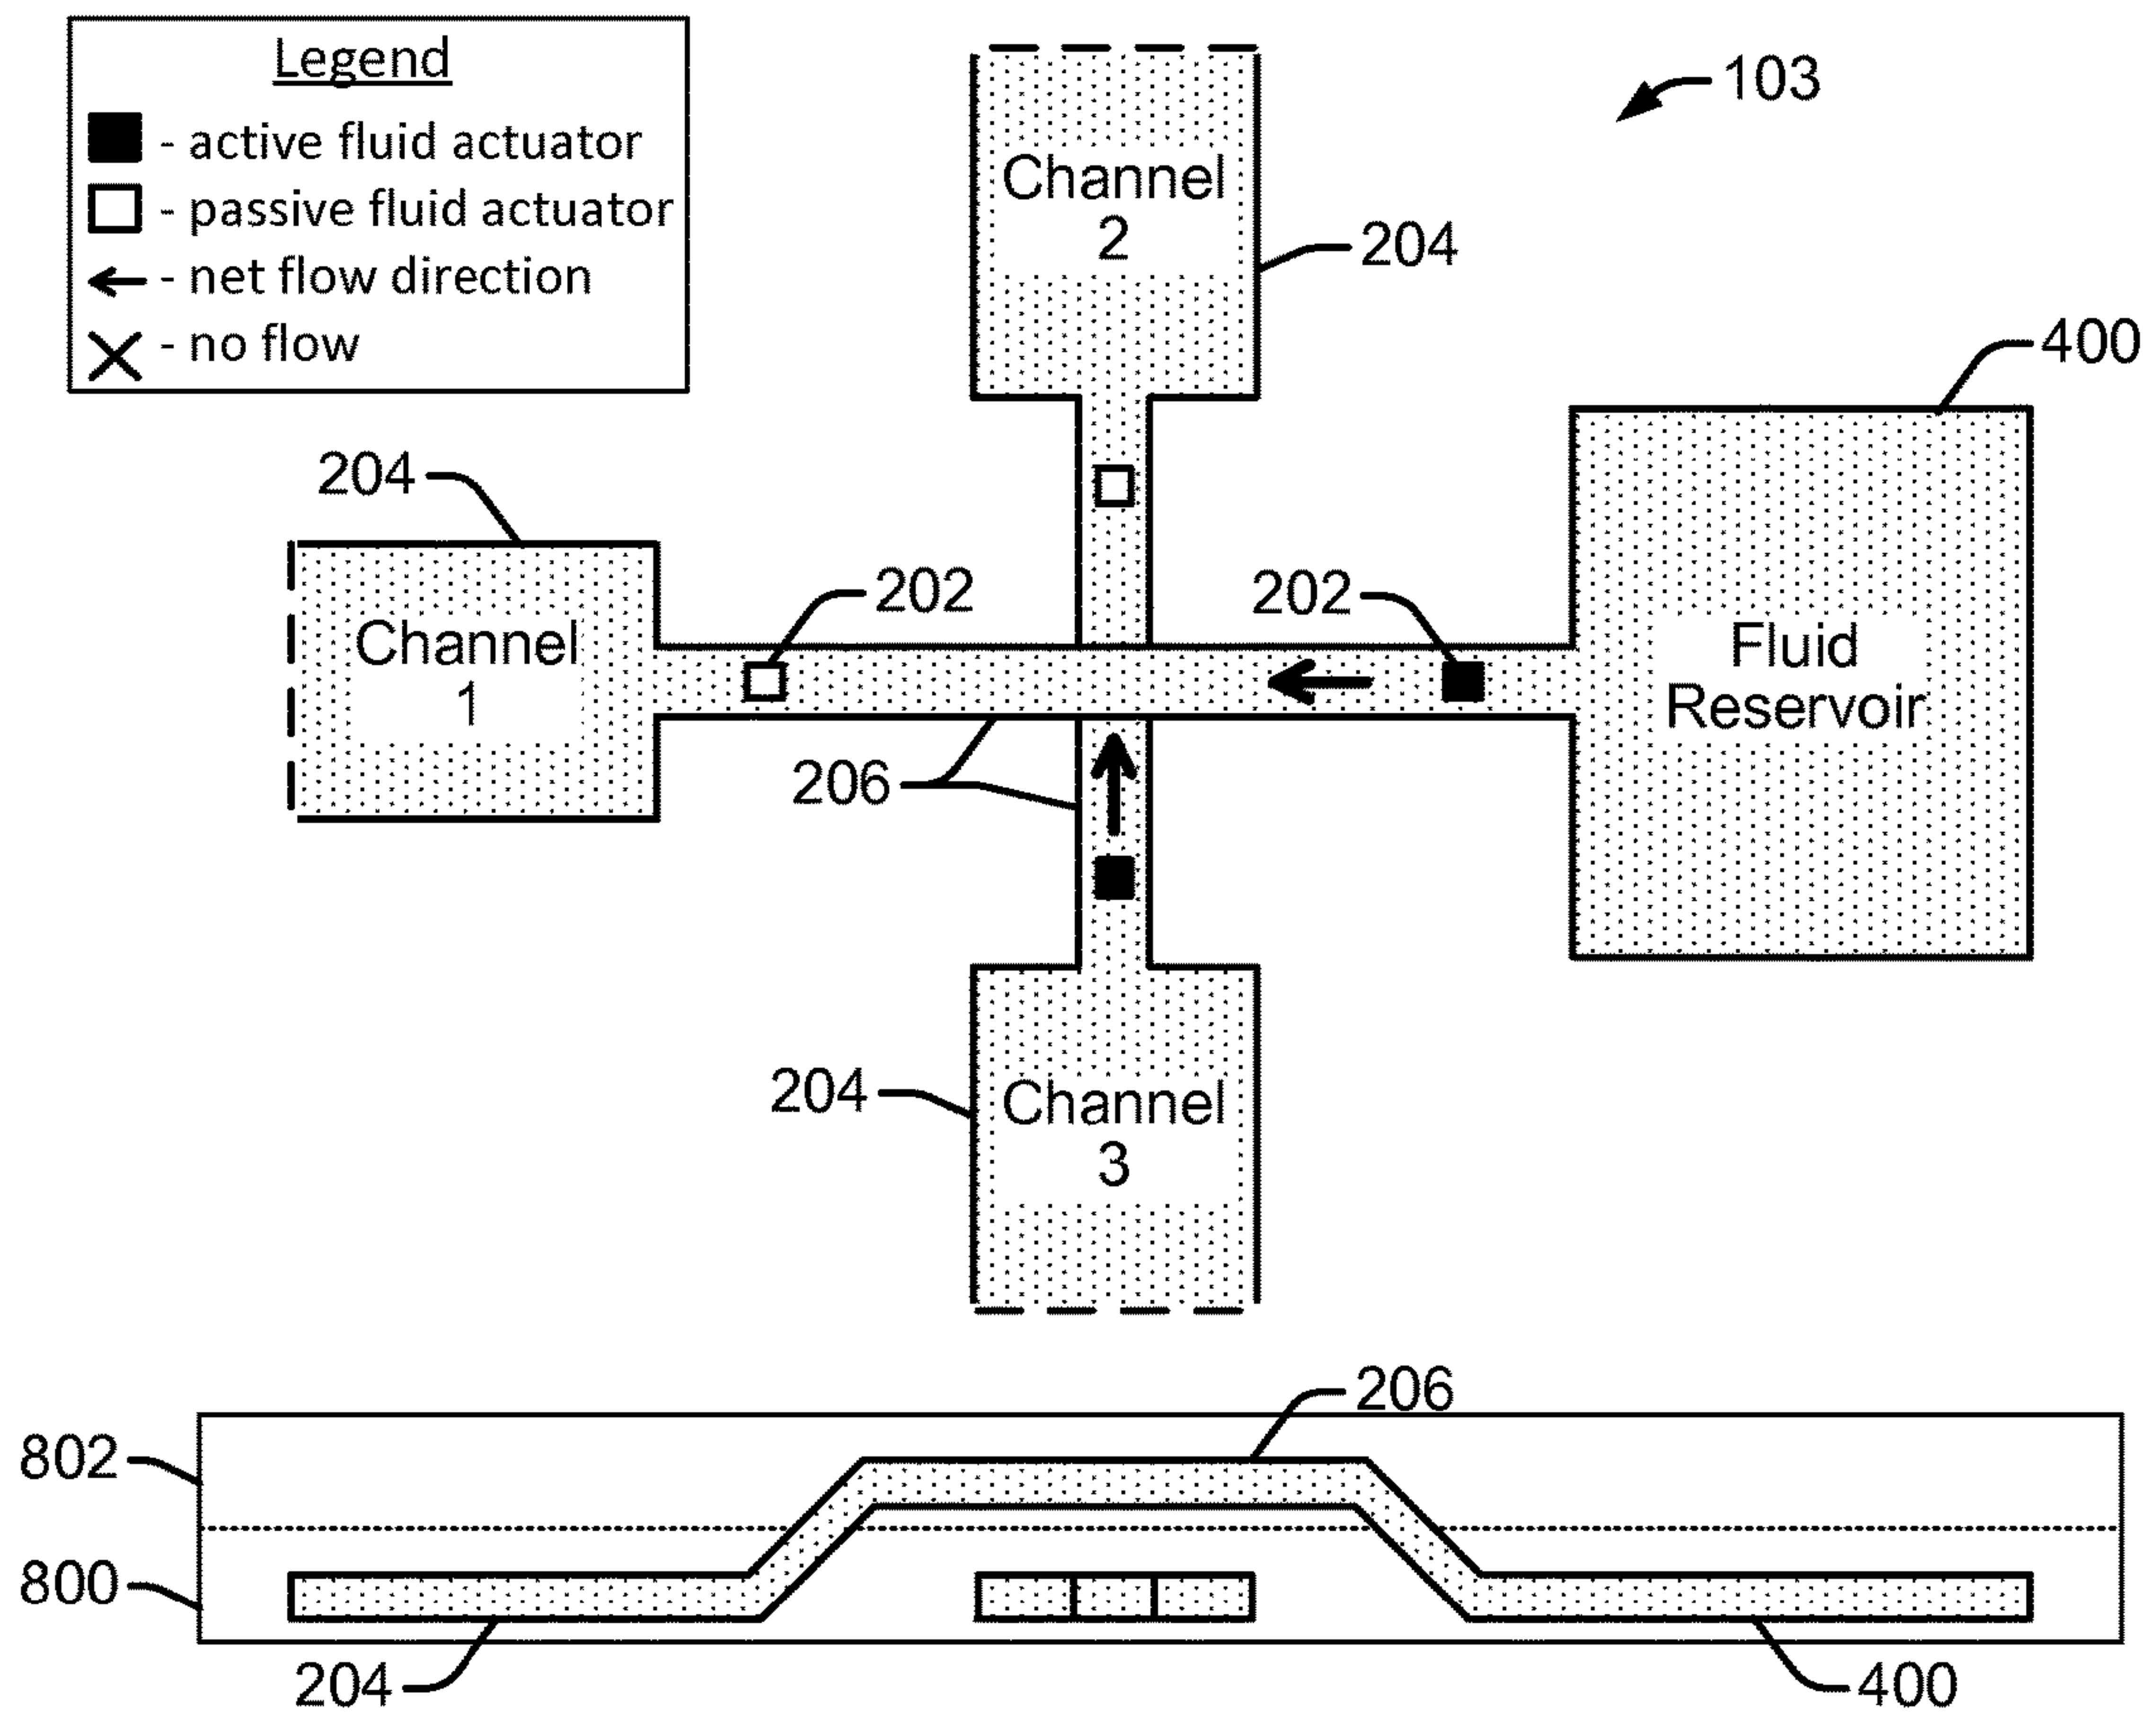 Legend
- active fluid actuator
- passive fluid actuator
- net flow direction
- no flow
103
Channel
2
204
400
204
202
202
Channel
1
Fluid
Reservoir
206
204
Channel
3
206
802
800
204
400